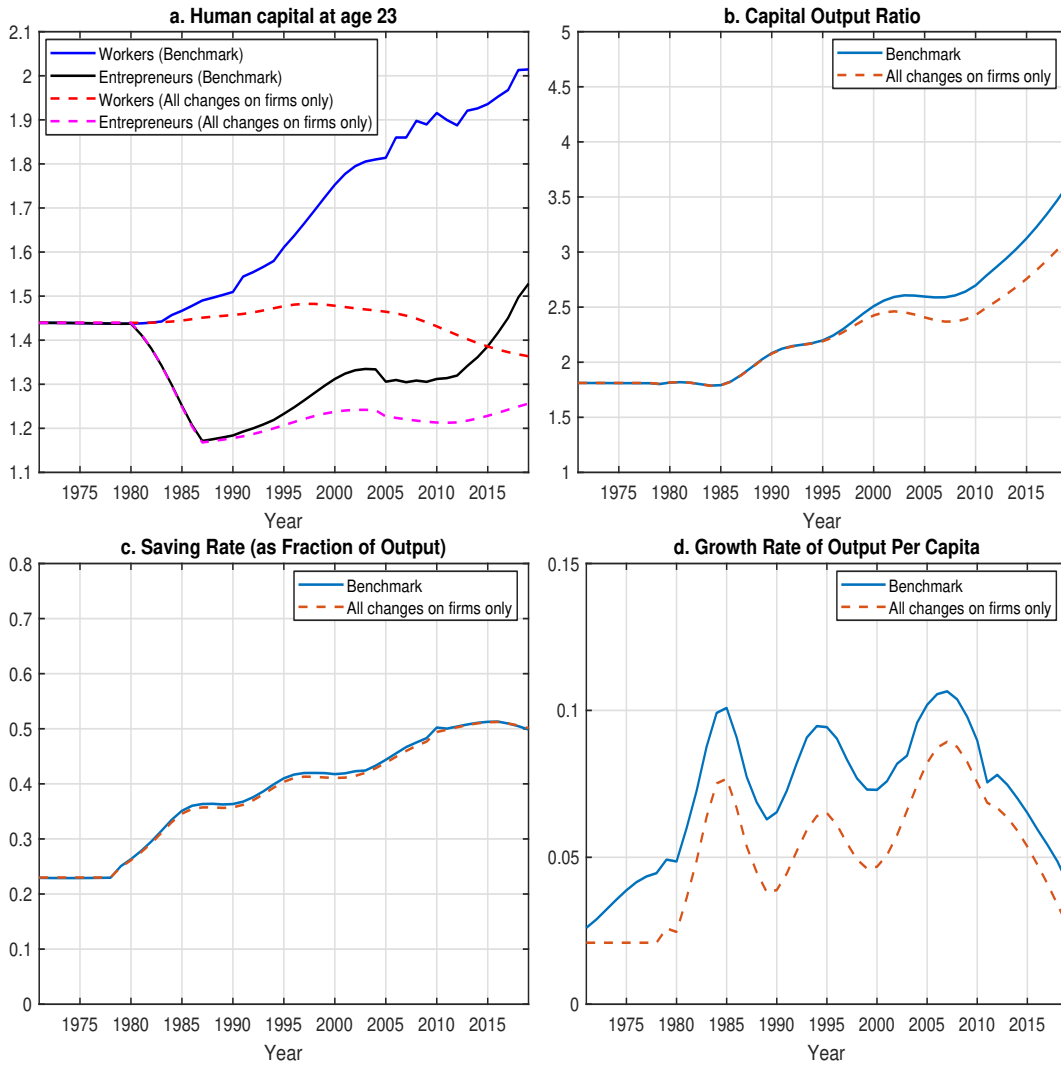 a. Human capital at age 23
2.1
2
1.9
1.8
1.7
1.6
1.5
1.4
1.3
1.2
1.1
Workers (Benchmark)
Entrepreneurs (Benchmark)
Workers (All changes on firms only)
Entrepreneurs (All changes on firms only)
1975 1980 1985 1990 1995 2000 2005 2010 2015
Year
b. Capital Output Ratio
5
4.5
4
3.5
3
2.5
2
1.5
1
Benchmark
All changes on firms only
1975 1980 1985 1990 1995 2000 2005 2010 2015
Year
c. Saving Rate (as Fraction of Output)
0.8
0.7
0.6
0.5
0.4
0.3
0.2
0.1
0
Benchmark
All changes on firms only
1975 1980 1985 1990 1995 2000 2005 2010 2015
Year
d. Growth Rate of Output Per Capita
0.15
0.1
0.05
0
Benchmark
All changes on firms only
1975 1980 1985 1990 1995 2000 2005 2010 2015
Year